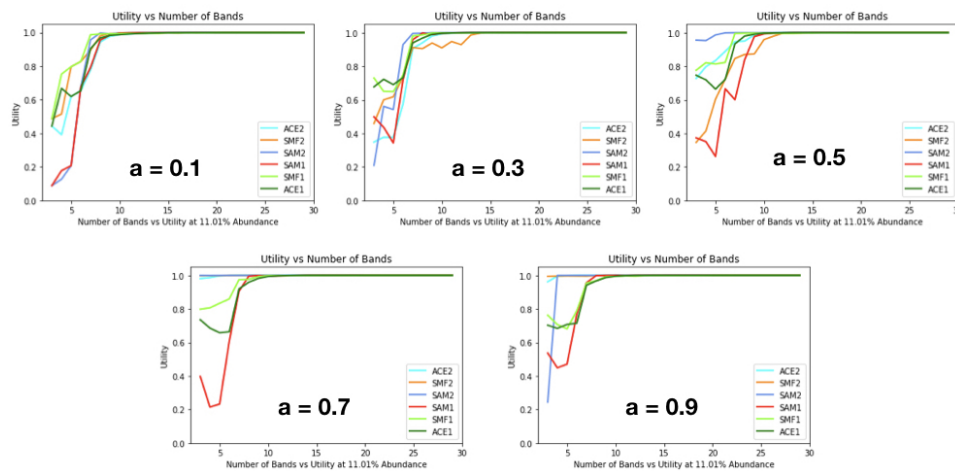 Utility vs Number of Bands
1.0
0.8
0.6
0.4
0.2
0.0
Utility
ACE2
SMF2
SAM2
SAM1
SMF1
ACE1
a = 0.1
5 10 15 20 25 30
Number of Bands vs Utility at 11.01% Abundance
Utility vs Number of Bands
1.0
0.8
0.6
0.4
0.2
0.0
Utility
ACE2
SMF2
SAM2
SAM1
SMF1
ACE1
a = 0.3
5 10 15 20 25 30
Number of Bands vs Utility at 11.01% Abundance
Utility vs Number of Bands
1.0
0.8
0.6
0.4
0.2
0.0
Utility
ACE2
SMF2
SAM2
SAM1
SMF1
ACE1
a = 0.5
5 10 15 20 25 30
Number of Bands vs Utility at 11.01% Abundance
Utility vs Number of Bands
1.0
0.8
0.6
0.4
0.2
0.0
Utility
ACE2
SMF2
SAM2
SAM1
SMF1
ACE1
a = 0.7
5 10 15 20 25 30
Number of Bands vs Utility at 11.01% Abundance
Utility vs Number of Bands
1.0
0.8
0.6
0.4
0.2
0.0
Utility
ACE2
SMF2
SAM2
SAM1
SMF1
ACE1
a = 0.9
5 10 15 20 25 30
Number of Bands vs Utility at 11.01% Abundance